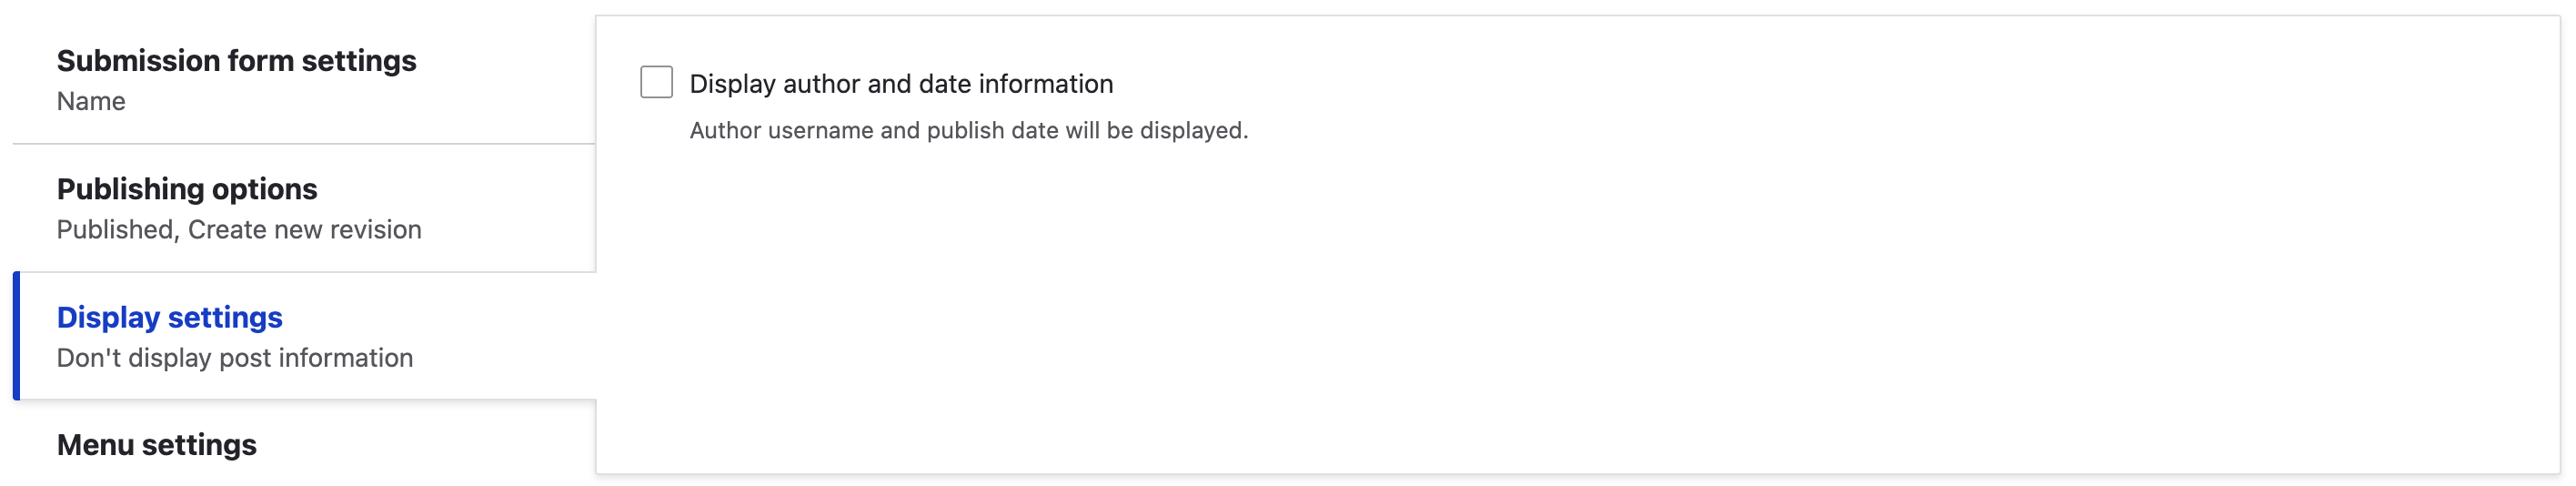 Submission form settings
Name
Publishing options
Published, Create new revision
Display settings
Don't display post information
Menu settings
Display author and date information
Author username and publish date will be displayed.